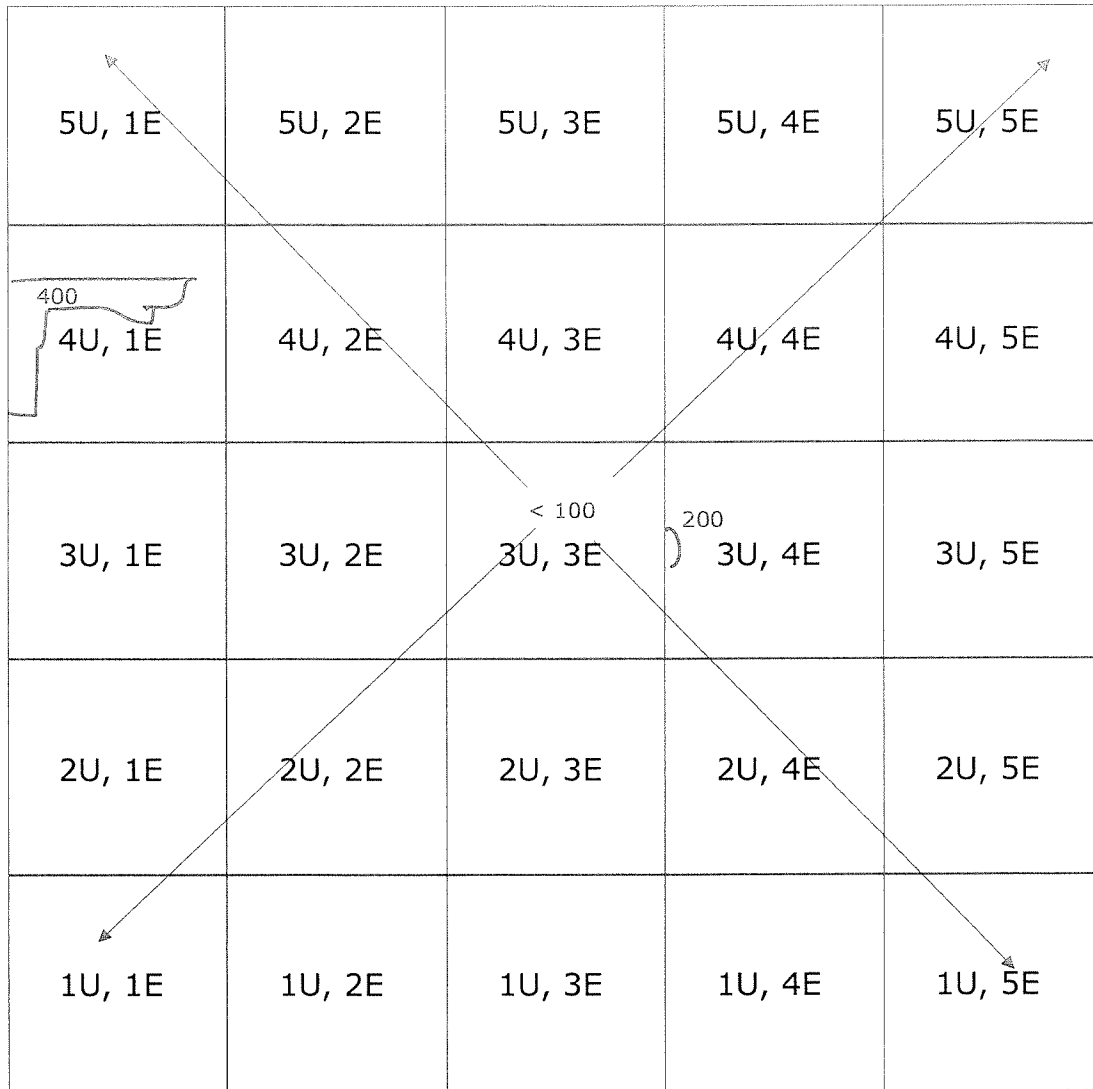 5U, 1E 5U, 2E 5U, 3E 5U, 4E 5U, 5E
400
4U, 1E 4U, 2E 4U, 3E 4U, 4E 4U, 5E
< 100 200
3U, 1E 3U, 2E 3U, 3E 3U, 4E 3U, 5E
2U, 1E 2U, 2E 2U, 3E 2U, 4E 2U, 5E
1U, 1E 1U, 2E 1U, 3E 1U, 4E 1U, 5E